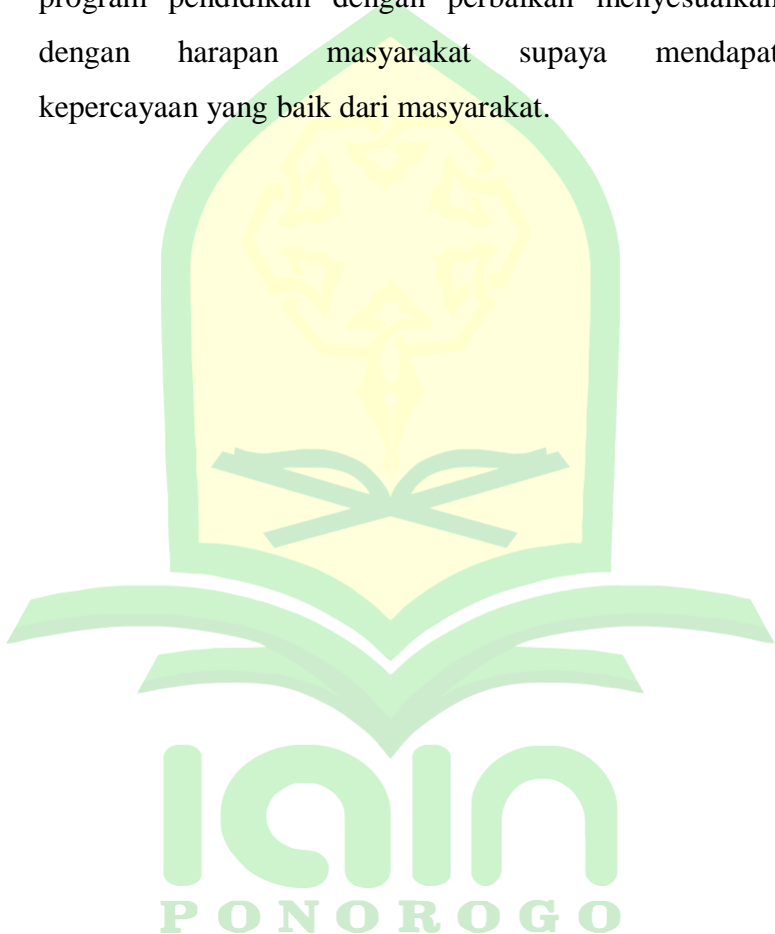 program pendidikan dengan perbaikan menyesuaikan
dengan harapan masyarakat supaya mendapat
kepercayaan yang baik dari masyarakat.
iain
PONOROGO